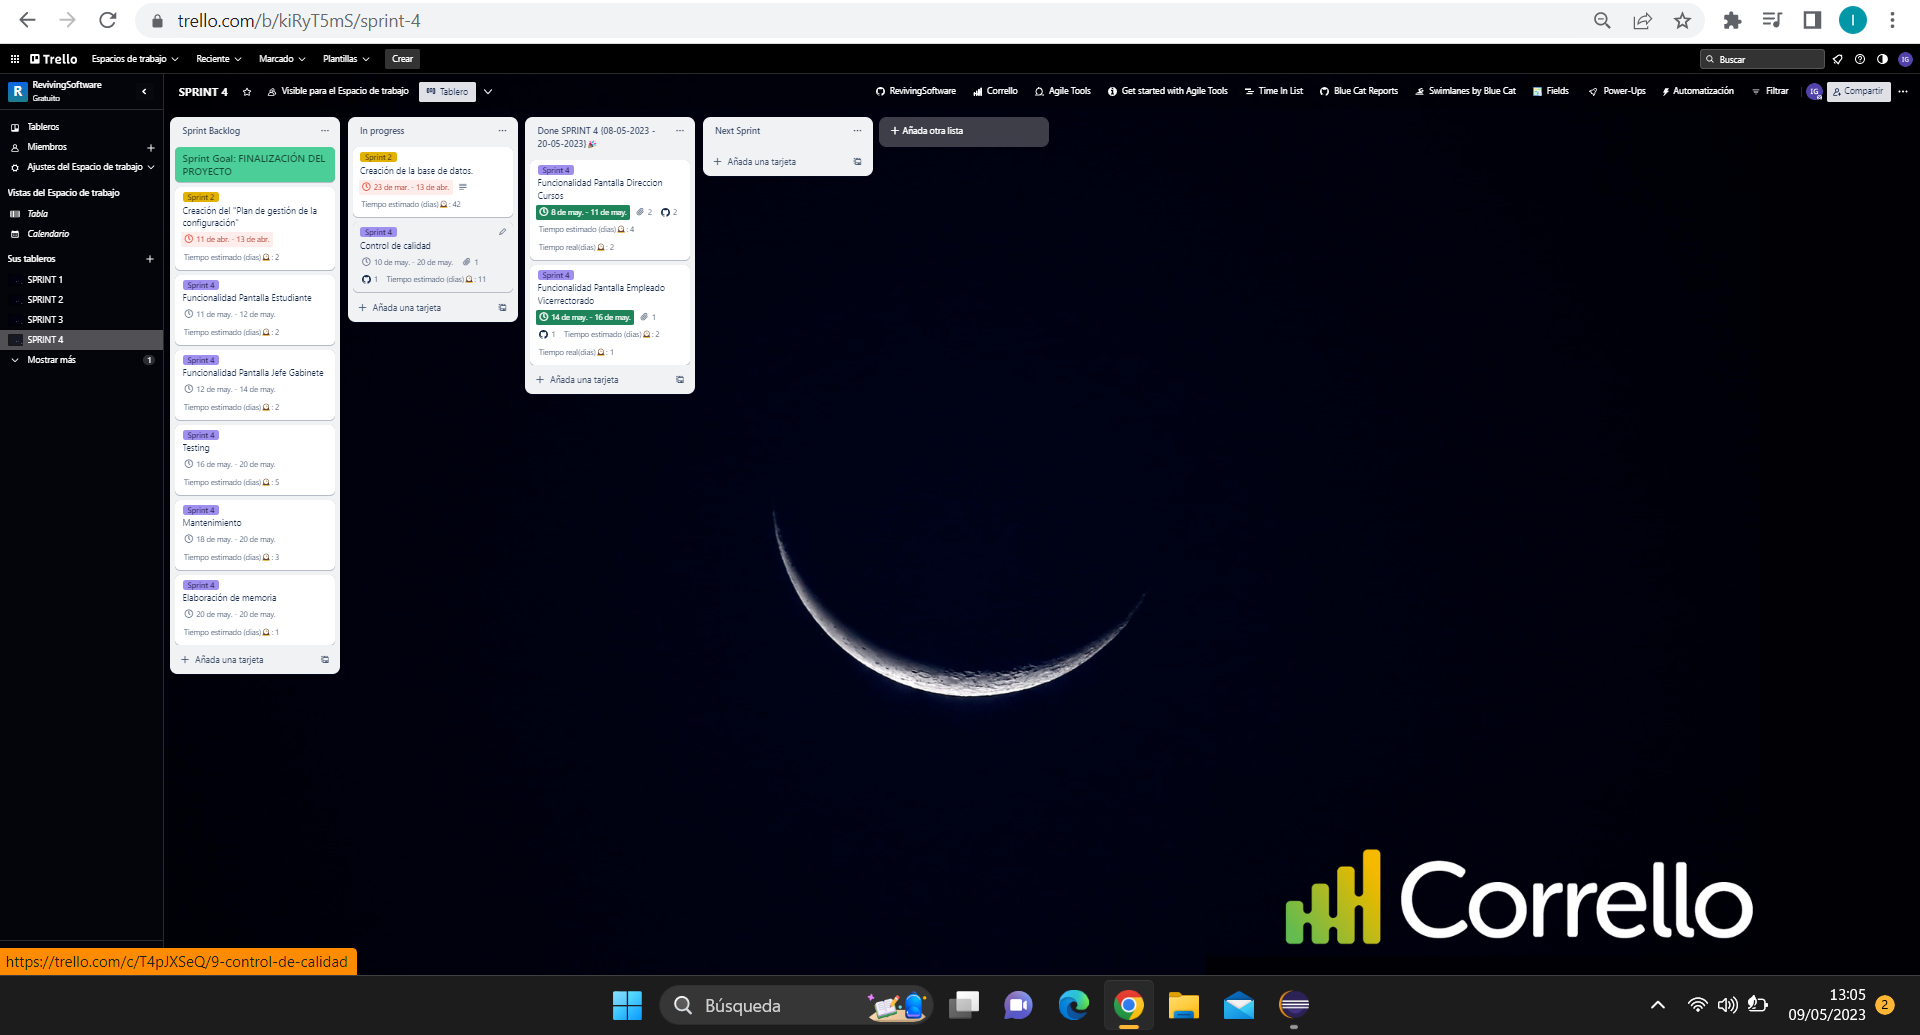 trello.com/b/kiRyT5mS/sprint-4
I
Trello
Espacios de trabajo
Reciente
Marcado
Plantillas
Crear
Buscar
IG
R
RevivingSoftware
Gratuito
SPRINT 4
Visible para el Espacio de trabajo
Tablero
RevivingSoftware
Corrello
Agile Tools
Get started with Agile Tools
Time In List
Blue Cat Reports
Swimlanes by Blue Cat
Fields
Power-Ups
Automatización
Filtrar
IG
Compartir
Tableros
Miembros
Ajustes del Espacio de trabajo
Vistas del Espacio de trabajo
Tabla
Calendario
Sus tableros
SPRINT 1
SPRINT 2
SPRINT 3
SPRINT 4
Mostrar más
1
Sprint Backlog
Sprint Goal: FINALIZACIÓN DEL
PROYECTO
Sprint 2
Creación del "Plan de gestión de la
configuración"
11 de abr. - 13 de abr.
Tiempo estimado (dias) : 2
Sprint 4
Funcionalidad Pantalla Estudiante
11 de may. - 12 de may.
Tiempo estimado (dias) : 2
Sprint 4
Funcionalidad Pantalla Jefe Gabinete
12 de may. - 14 de may.
Tiempo estimado (dias) : 2
Sprint 4
Testing
16 de may. - 20 de may.
Tiempo estimado (dias) : 5
Sprint 4
Mantenimiento
18 de may. - 20 de may.
Tiempo estimado (dias) : 3
Sprint 4
Elaboración de memoria
20 de may. - 20 de may.
Tiempo estimado (dias) : 1
Añada una tarjeta
In progress
Sprint 2
Creación de la base de datos.
23 de mar. - 13 de abr.
Tiempo estimado (dias) : 42
Sprint 4
Control de calidad
10 de may. - 20 de may. 1
1 Tiempo estimado (dias) : 11
Añada una tarjeta
Done SPRINT 4 (08-05-2023 -
20-05-2023)🎉
Sprint 4
Funcionalidad Pantalla Direccion
Cursos
8 de may. - 11 de may. 2 2
Tiempo estimado (dias) : 4
Tiempo real(dias) : 2
Sprint 4
Funcionalidad Pantalla Empleado
Vicerrectorado
14 de may. - 16 de may. 1
1 Tiempo estimado (dias) : 2
Tiempo real(dias) : 1
Añada una tarjeta
Next Sprint
Añada una tarjeta
Añada otra lista
Corrello
https://trello.com/c/T4pJXSeQ/9-control-de-calidad
Búsqueda
13:05
09/05/2023
2